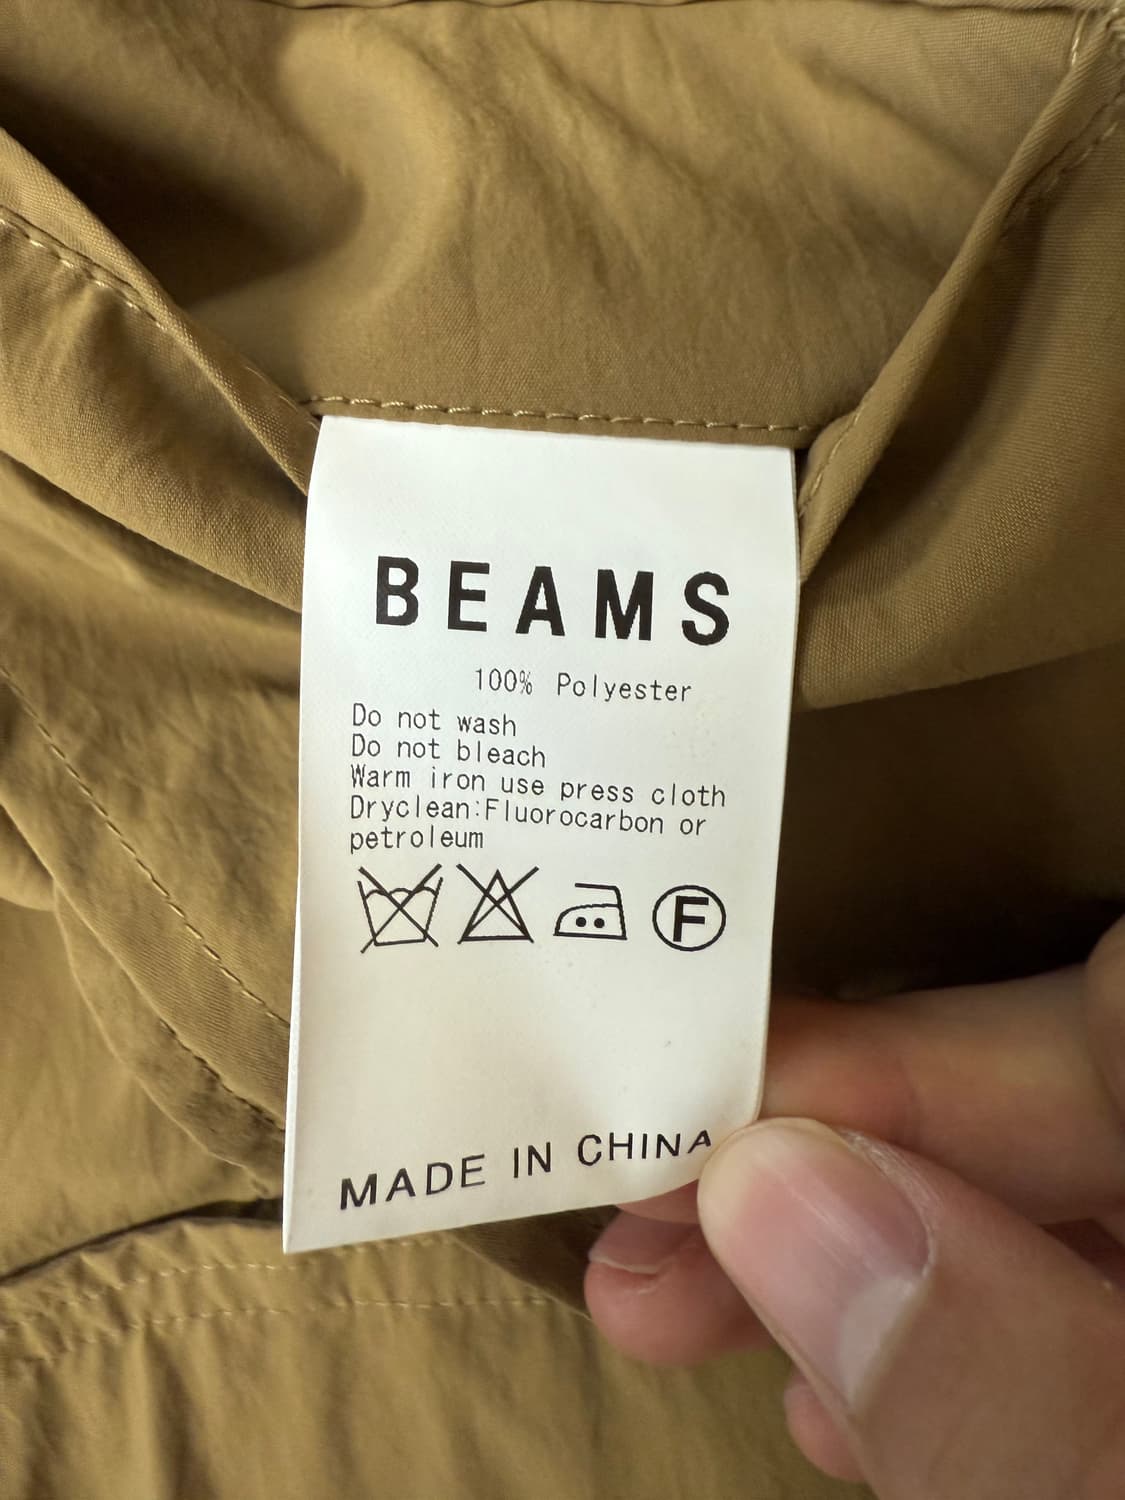 BEAMS
100% Polyester
Do not wash
Do not bleach
Warm iron use press cloth
Dryclean:Fluorocarbon or
petroleum
F
MADE IN CHINA